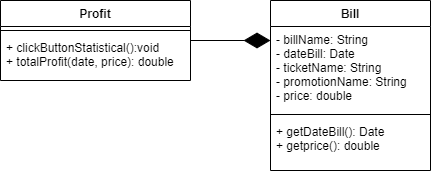 Profit
+ clickButtonStatistical():void
+ totalProfit(date, price): double
Bill
- billName: String
- dateBill: Date
- ticketName: String
- promotionName: String
- price: double
+ getDateBill(): Date
+ getprice(): double